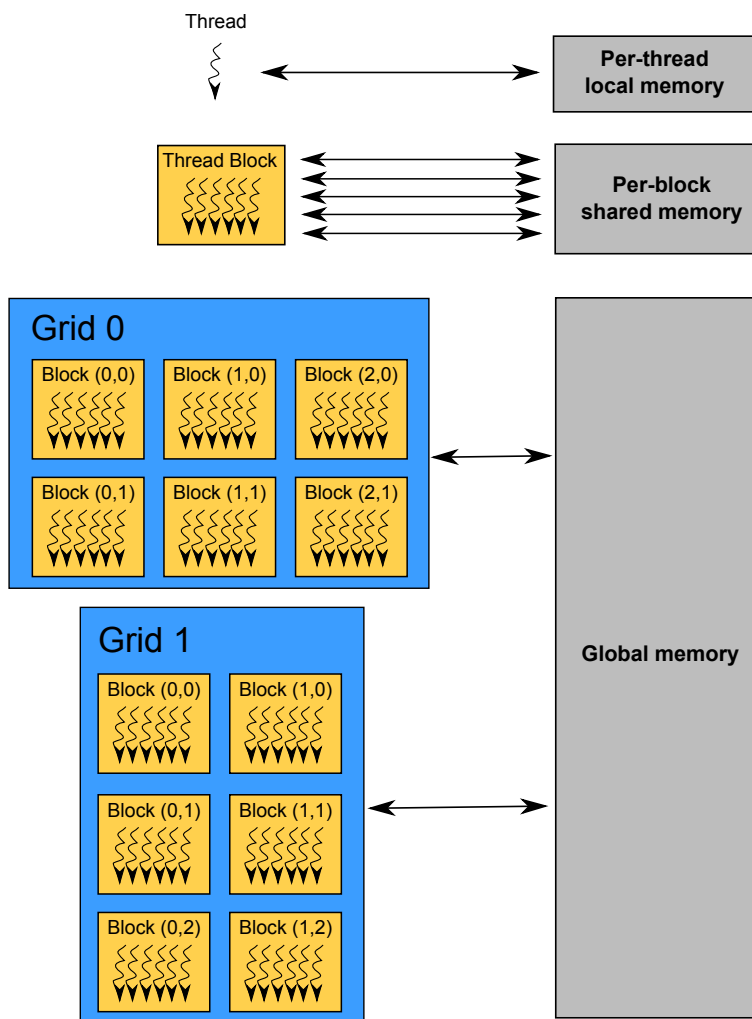 Thread
Per-thread
local memory
Thread Block
Per-block
shared memory
Grid 0
Block (0,0)
Block (1,0)
Block (2,0)
Block (0,1)
Block (1,1)
Block (2,1)
Global memory
Grid 1
Block (0,0)
Block (1,0)
Block (0,1)
Block (1,1)
Block (0,2)
Block (1,2)